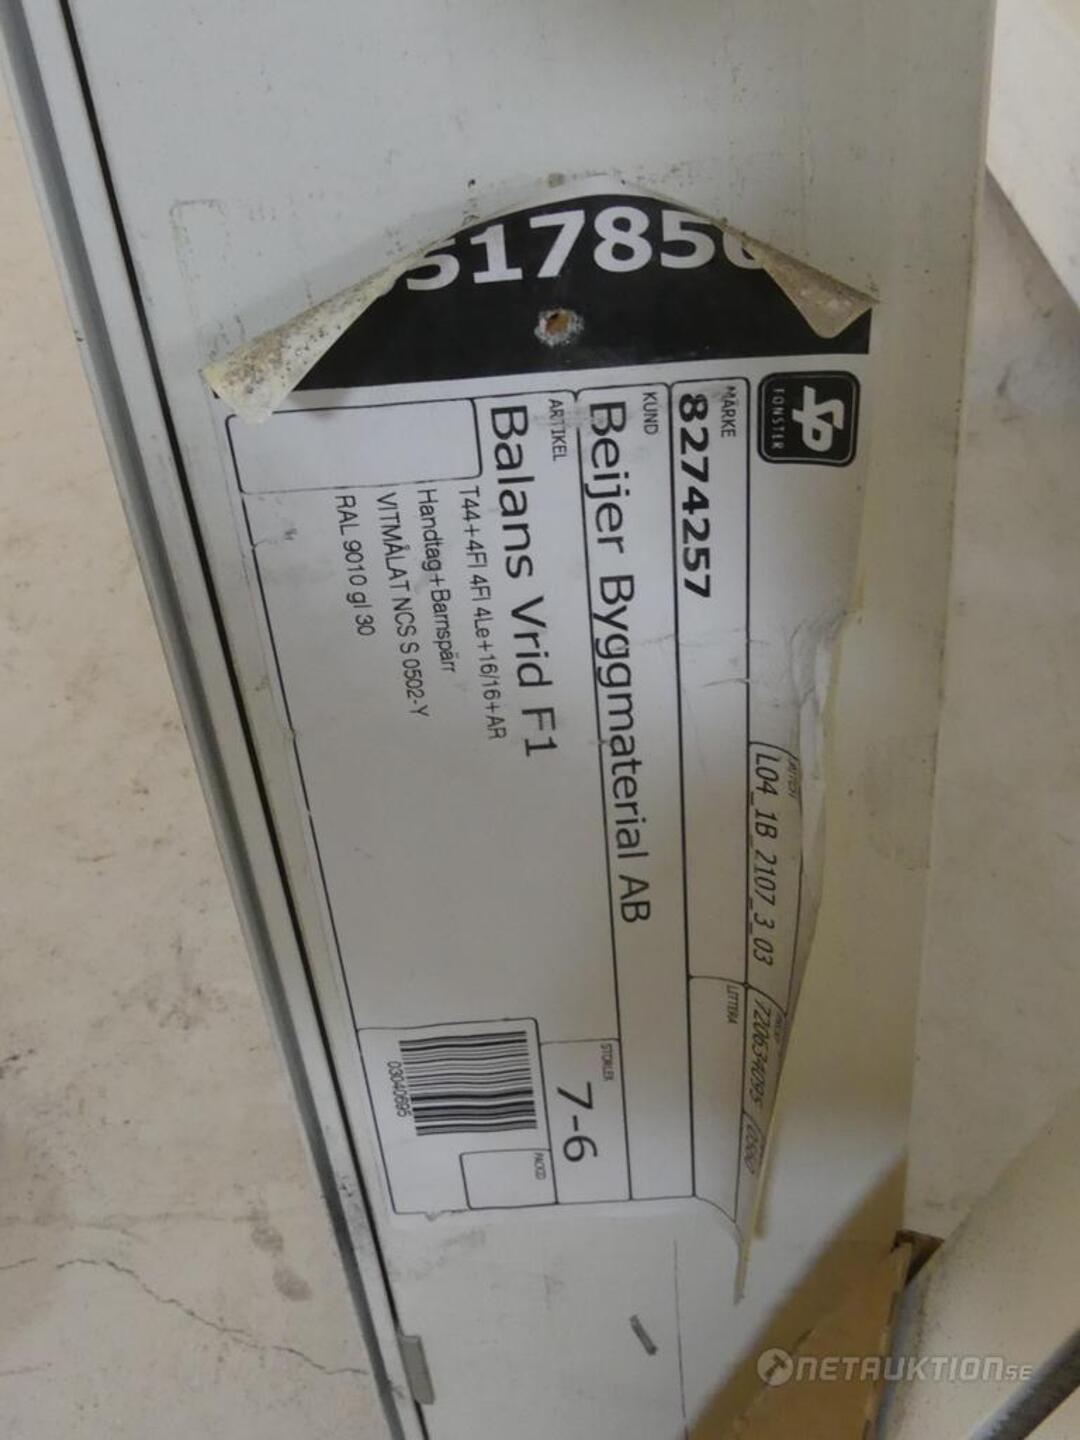 SP
FÖNSTER
L04_1B_2107_3_03
MÄRKE
8274257
LITTERA
KUND
Beijer Byggmaterial AB
ARTIKEL
Balans Vrid F1
STORLEK
7-6
T44+4Fl 4Fl 4Le+16/16+AR
Handtag+Barnspärr
VITMÅLAT NCS S 0502-Y
RAL 9010 gl 30
PACKOD
03040695
51785
NETAUKTION.SE